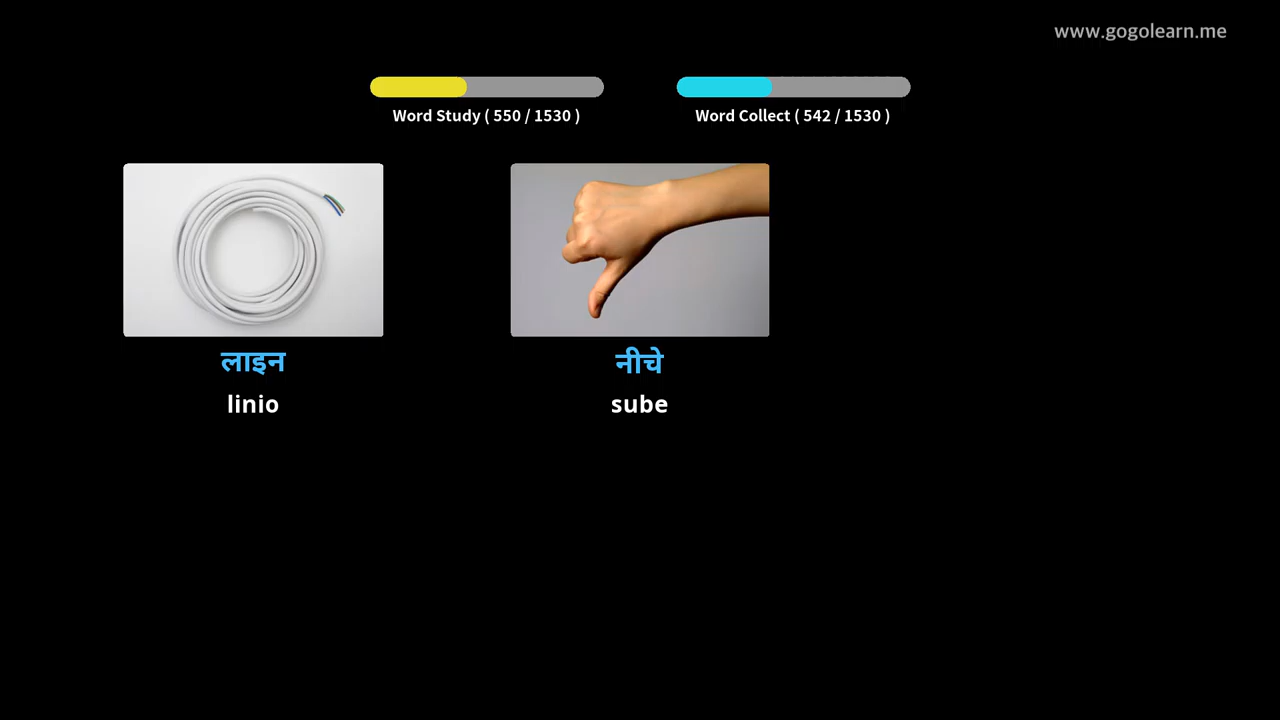 www.gogolearn.me
Word Study ( 550 / 1530 )
Word Collect ( 542 / 1530 )
लाइन
linio
नीचे
sube